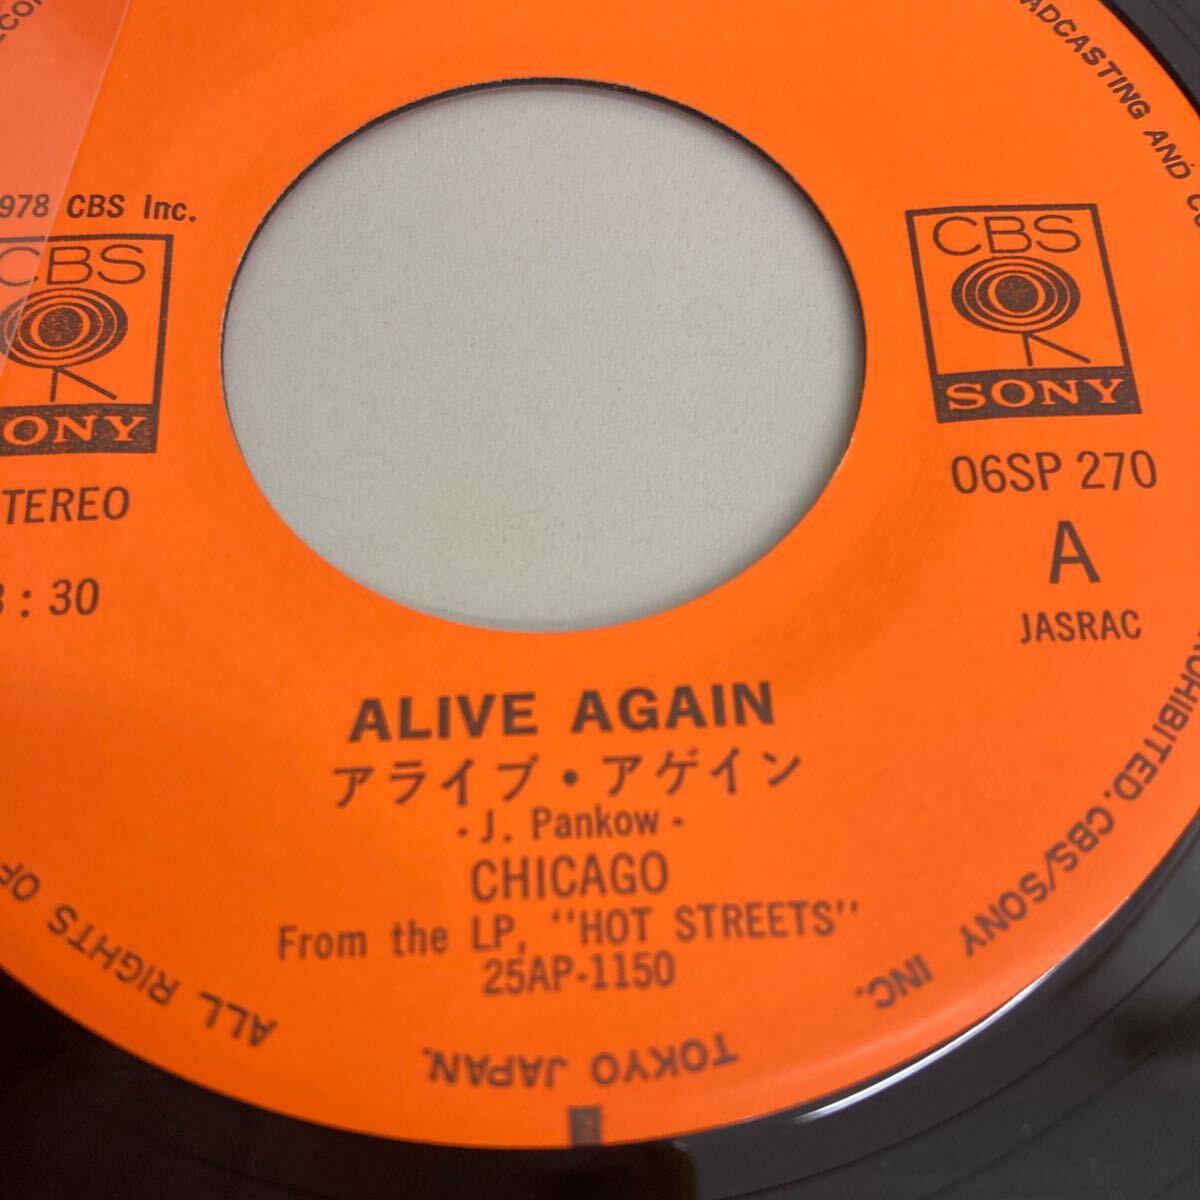 978 CBS Inc.
CBS
ONY
TEREO
: 30
CBS
SONY
06SP 270
A
JASRAC
ALIVE AGAIN
アライブ・アゲイン
- J. Pankow -
CHICAGO
From the LP, "HOT STREETS"
25AP-1150
ADCASTING AND
OHIBITED. CBS/SONY INC.
TOKYO JAPAN.
ALL RIGHTS OF